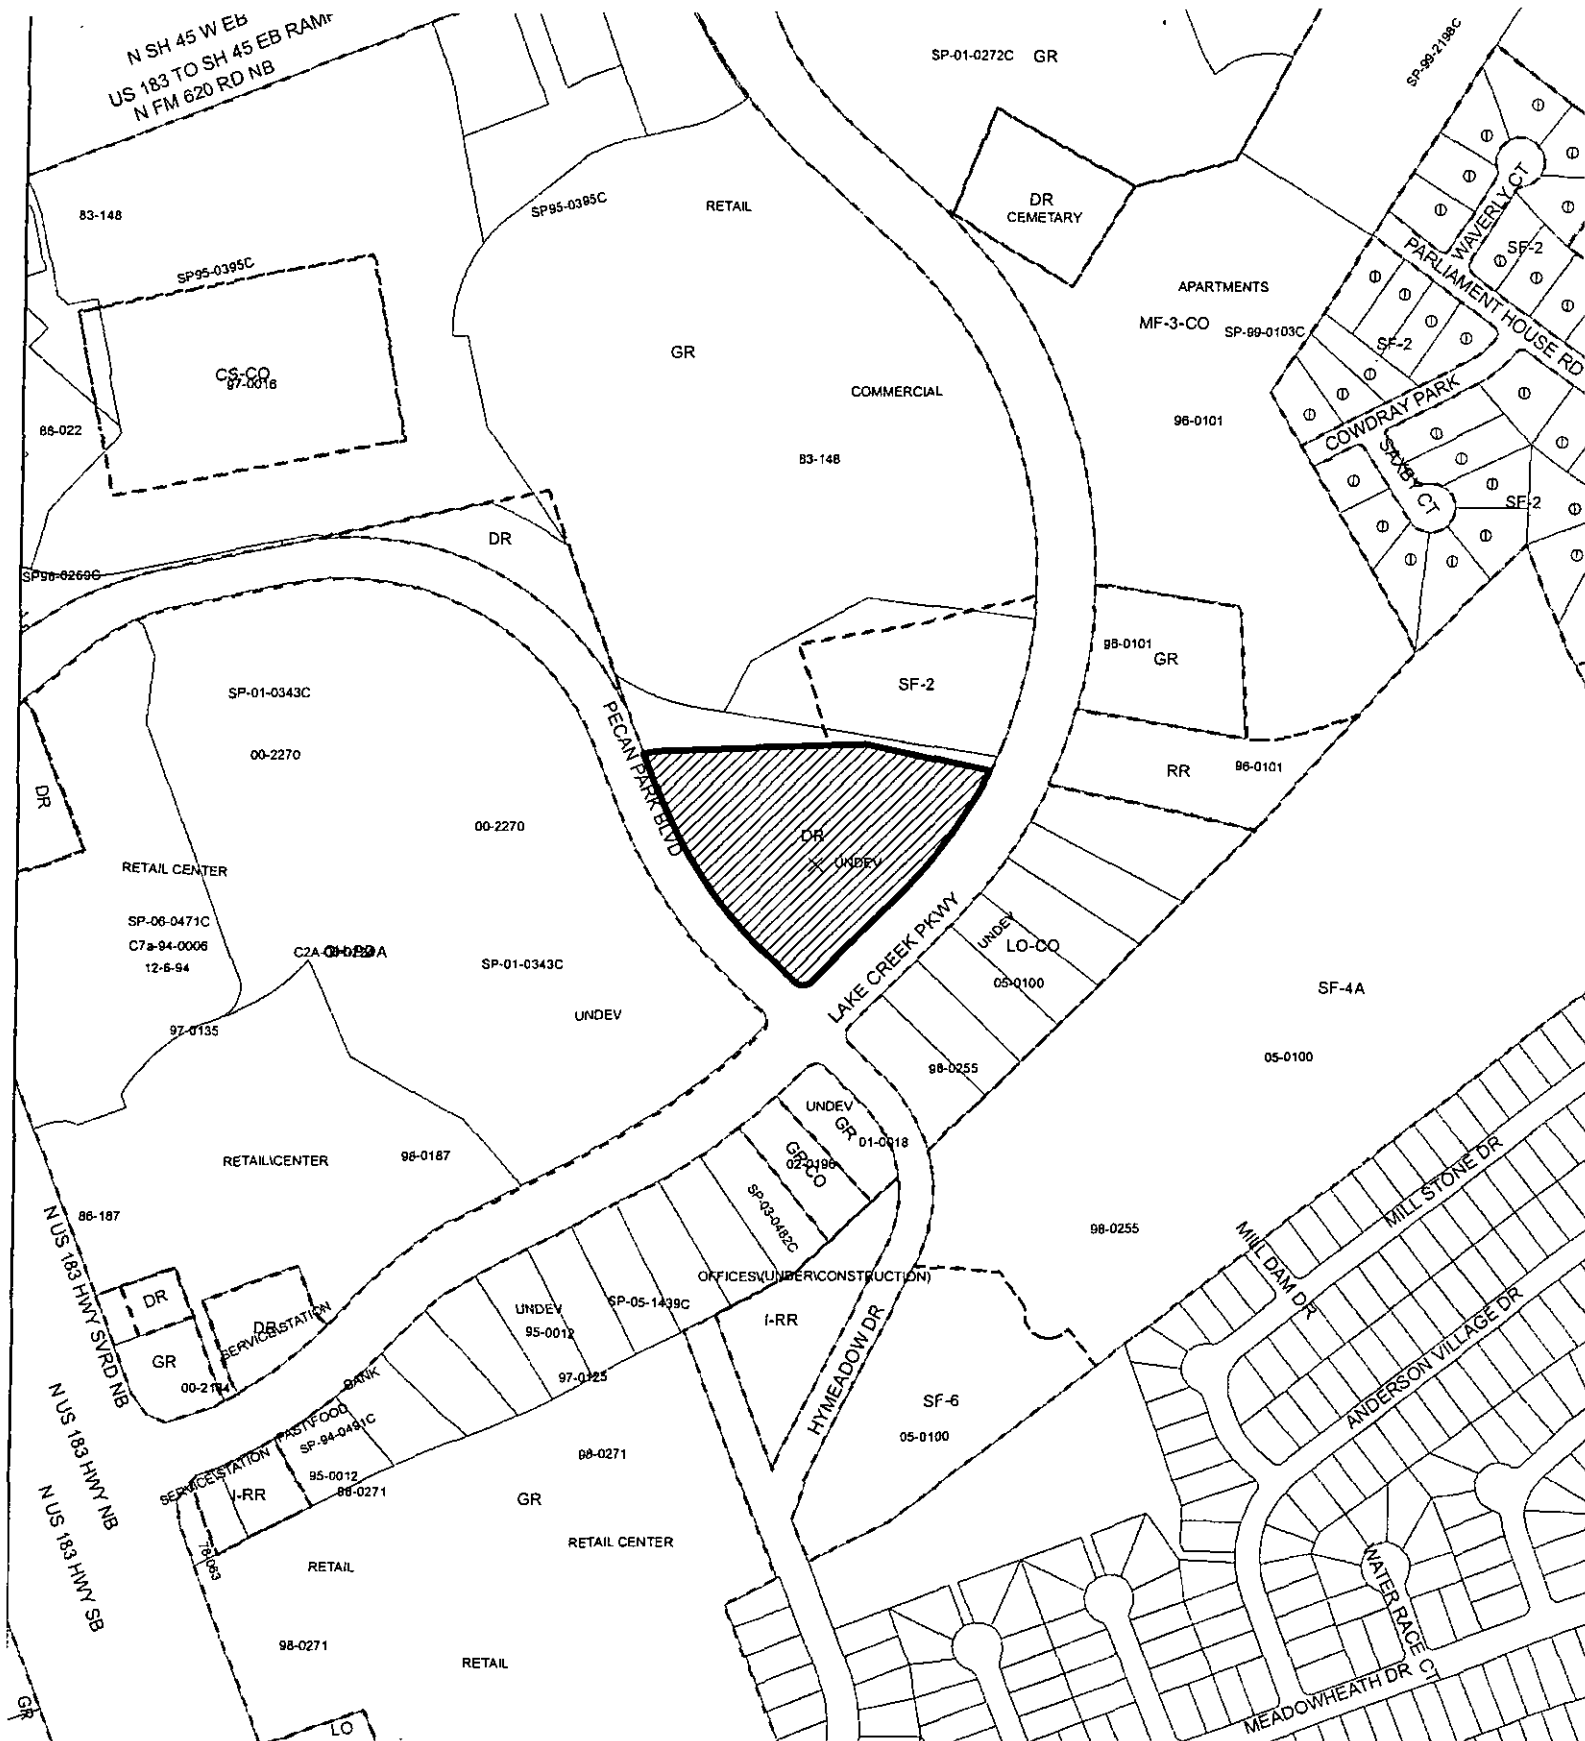 N SH 45 W EB
US 183 TO SH 45 EB RAMP
N FM 620 RD NB
SP-01-0272C GR
SP-99-2198C
83-148
SP95-0395C
RETAIL
DR
CEMETARY
WAVERLY CT
SF-2
PARLIAMENT HOUSE RD
SP95-0395C
APARTMENTS
MF-3-CO
SP-99-0103C
SF-2
GR
CS-CO
97-0016
COMMERCIAL
COWDRAY PARK
96-0101
86-022
83-148
SAXBY CT
SF-2
DR
SP96-0259C
98-0101
GR
SF-2
SP-01-0343C
PECAN PARK BLVD
00-2270
RR
96-0101
DR
00-2270
DR
UNDEV
RETAIL CENTER
SP-06-0471C
C7a-94-0006
12-6-94
SP-01-0343C
LAKE CREEK PKWY
UNDEV
LO-CO
05-0100
SF-4A
UNDEV
97-0135
98-0255
05-0100
UNDEV
GR
01-0018
GR-CO
02-0196
RETAIL\CENTER
98-0187
SP-03-0482C
86-187
98-0255
MILL STONE DR
MILL DAM DR
N US 183 HWY SVRD NB
OFFICES\(UNDER\CONSTRUCTION)
DR
DR
SERVICE\STATION
UNDEV
95-0012
SP-05-1439C
I-RR
HYMEADOW DR
ANDERSON VILLAGE DR
GR
00-2184
BANK
97-0125
SF-6
05-0100
N US 183 HWY NB
FAST\FOOD
SP-94-0491C
SERVICE\STATION
95-0012
88-0271
I-RR
98-0271
GR
RETAIL CENTER
N US 183 HWY SB
78-063
RETAIL
WATER RACE CT
98-0271
RETAIL
MEADOWHEATH DR
GR
LO